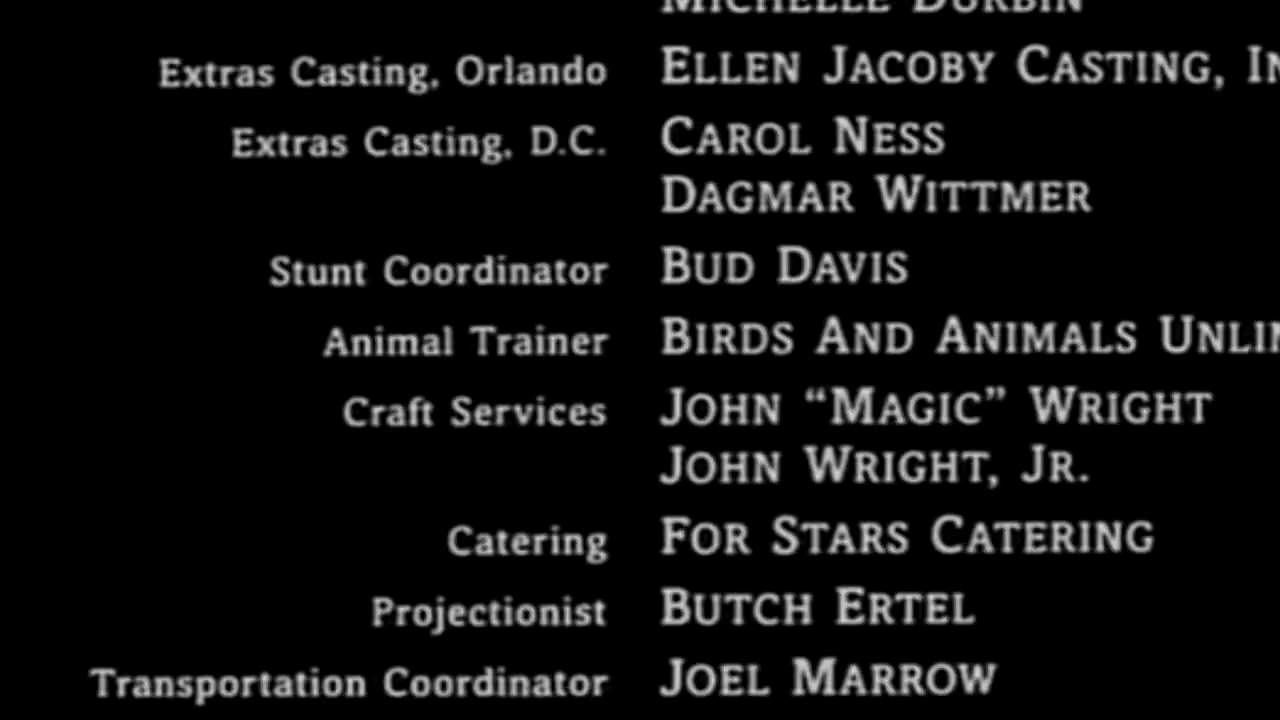 MICHELLE DURBIN
Extras Casting, Orlando ELLEN JACOBY CASTING, IN
Extras Casting, D.C. CAROL NESS
DAGMAR WITTMER
Stunt Coordinator BUD DAVIS
Animal Trainer BIRDS AND ANIMALS UNLIM
Craft Services JOHN “MAGIC” WRIGHT
JOHN WRIGHT, JR.
Catering FOR STARS CATERING
Projectionist BUTCH ERTEL
Transportation Coordinator JOEL MARROW